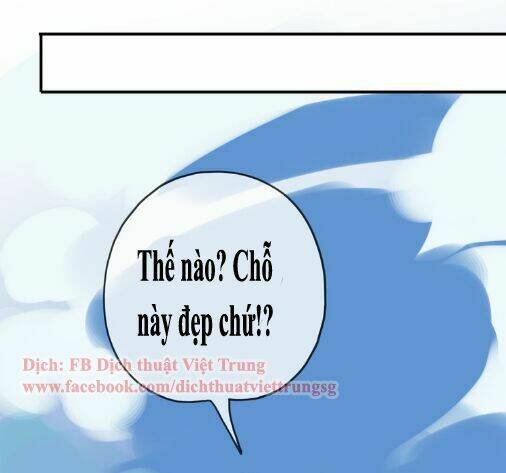 Thế nào? Chỗ
này đẹp chứ!?
Dịch: FB Dịch thuật Việt Trung
www.facebook.com/dichthuatviettrungsg